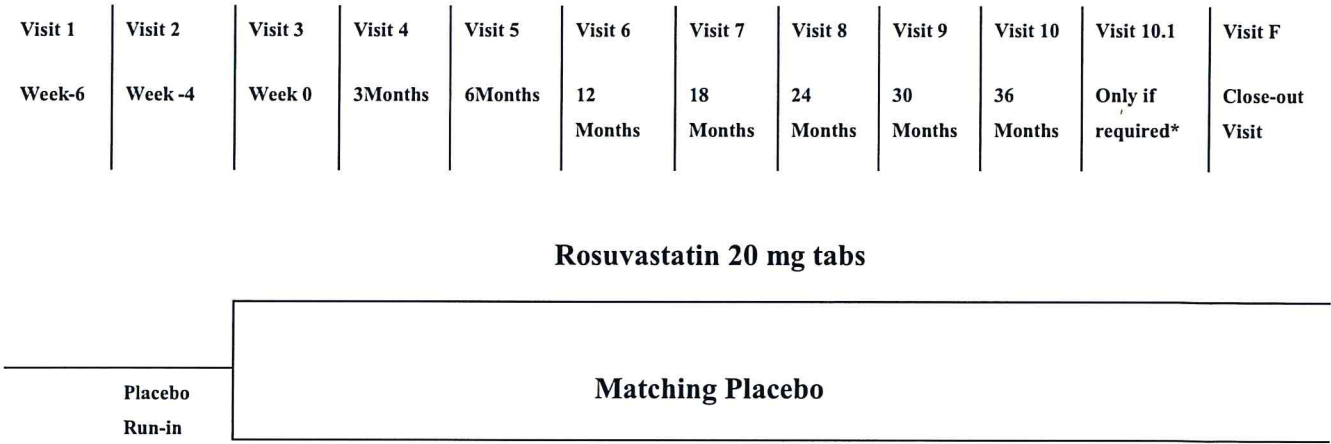 Visit 1 Visit 2 Visit 3 Visit 4 Visit 5 Visit 6 Visit 7 Visit 8 Visit 9 Visit 10 Visit 10.1 Visit F
Week-6 Week -4 Week 0 3Months 6Months 12 18 24 30 36 Only if Close-out
Months Months Months Months Months required* Visit
Rosuvastatin 20 mg tabs
Placebo Matching Placebo
Run-in